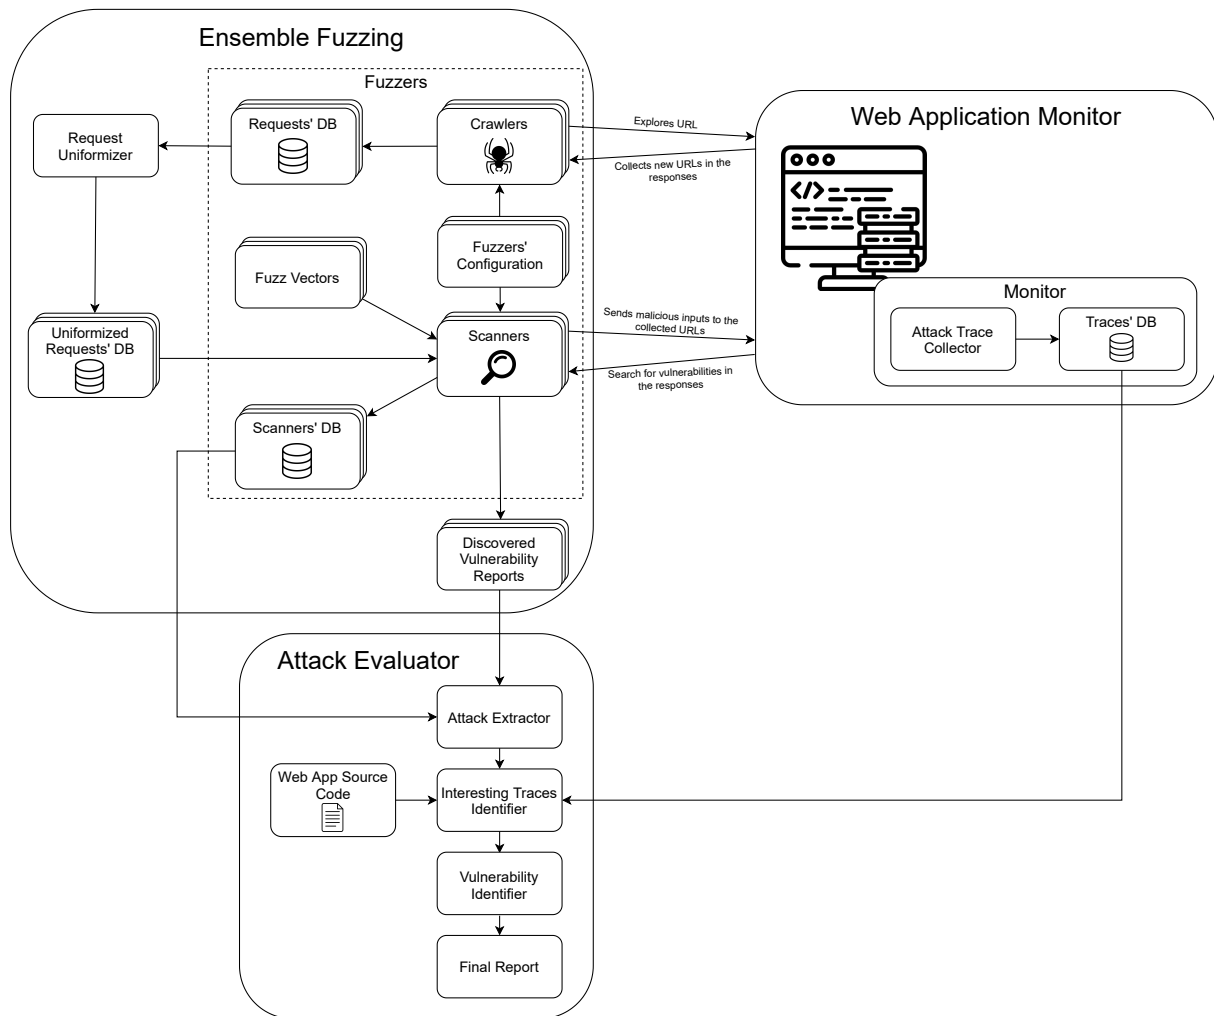 Ensemble Fuzzing
Fuzzers
Request
Uniformizer
Requests' DB
Crawlers
Explores URL
Collects new URLs in the
responses
Web Application Monitor
</>
Fuzz Vectors
Fuzzers'
Configuration
Uniformized
Requests' DB
Scanners
Sends malicious inputs to the
collected URLs
Search for vulnerabilities in
the responses
Monitor
Attack Trace
Collector
Traces' DB
Scanners' DB
Discovered
Vulnerability
Reports
Attack Evaluator
Attack Extractor
Web App Source
Code
Interesting Traces
Identifier
Vulnerability
Identifier
Final Report